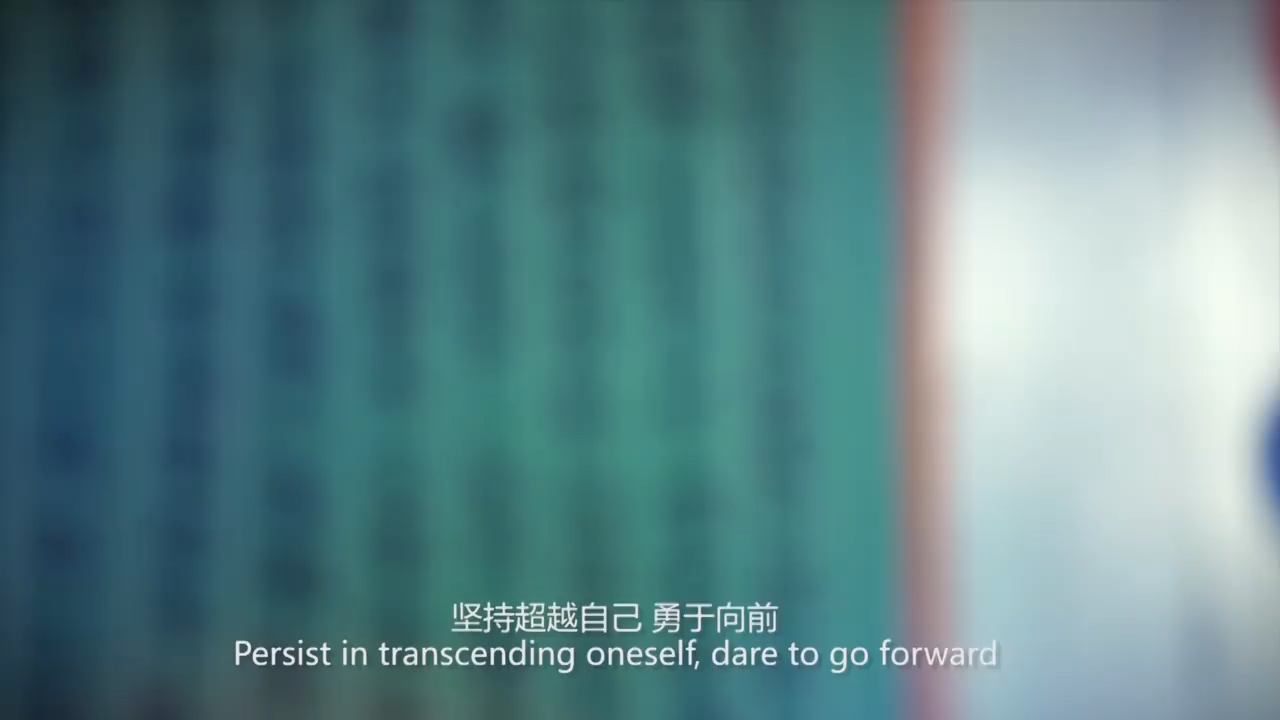 坚持超越自己 勇于向前
Persist in transcending oneself, dare to go forward